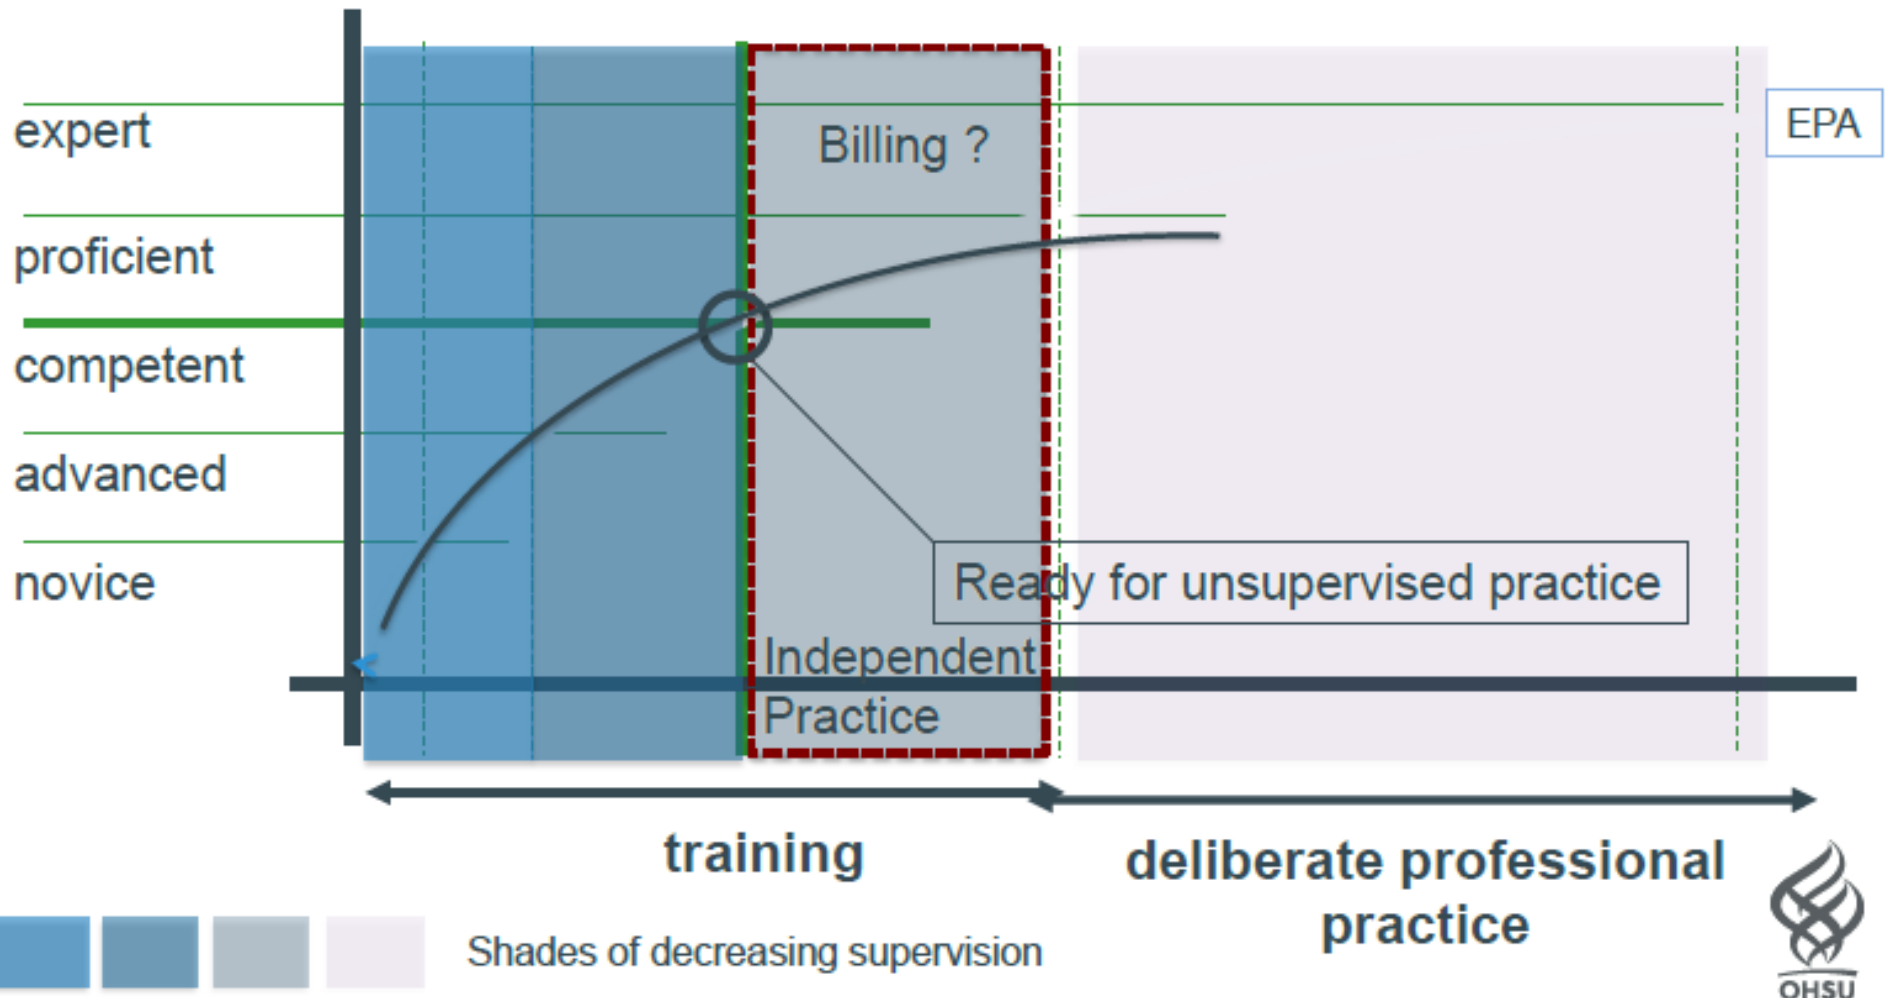 expert
Billing ?
EPA
proficient
competent
advanced
novice
Ready for unsupervised practice
Independent
Practice
training
deliberate professional
practice
Shades of decreasing supervision
OHSU